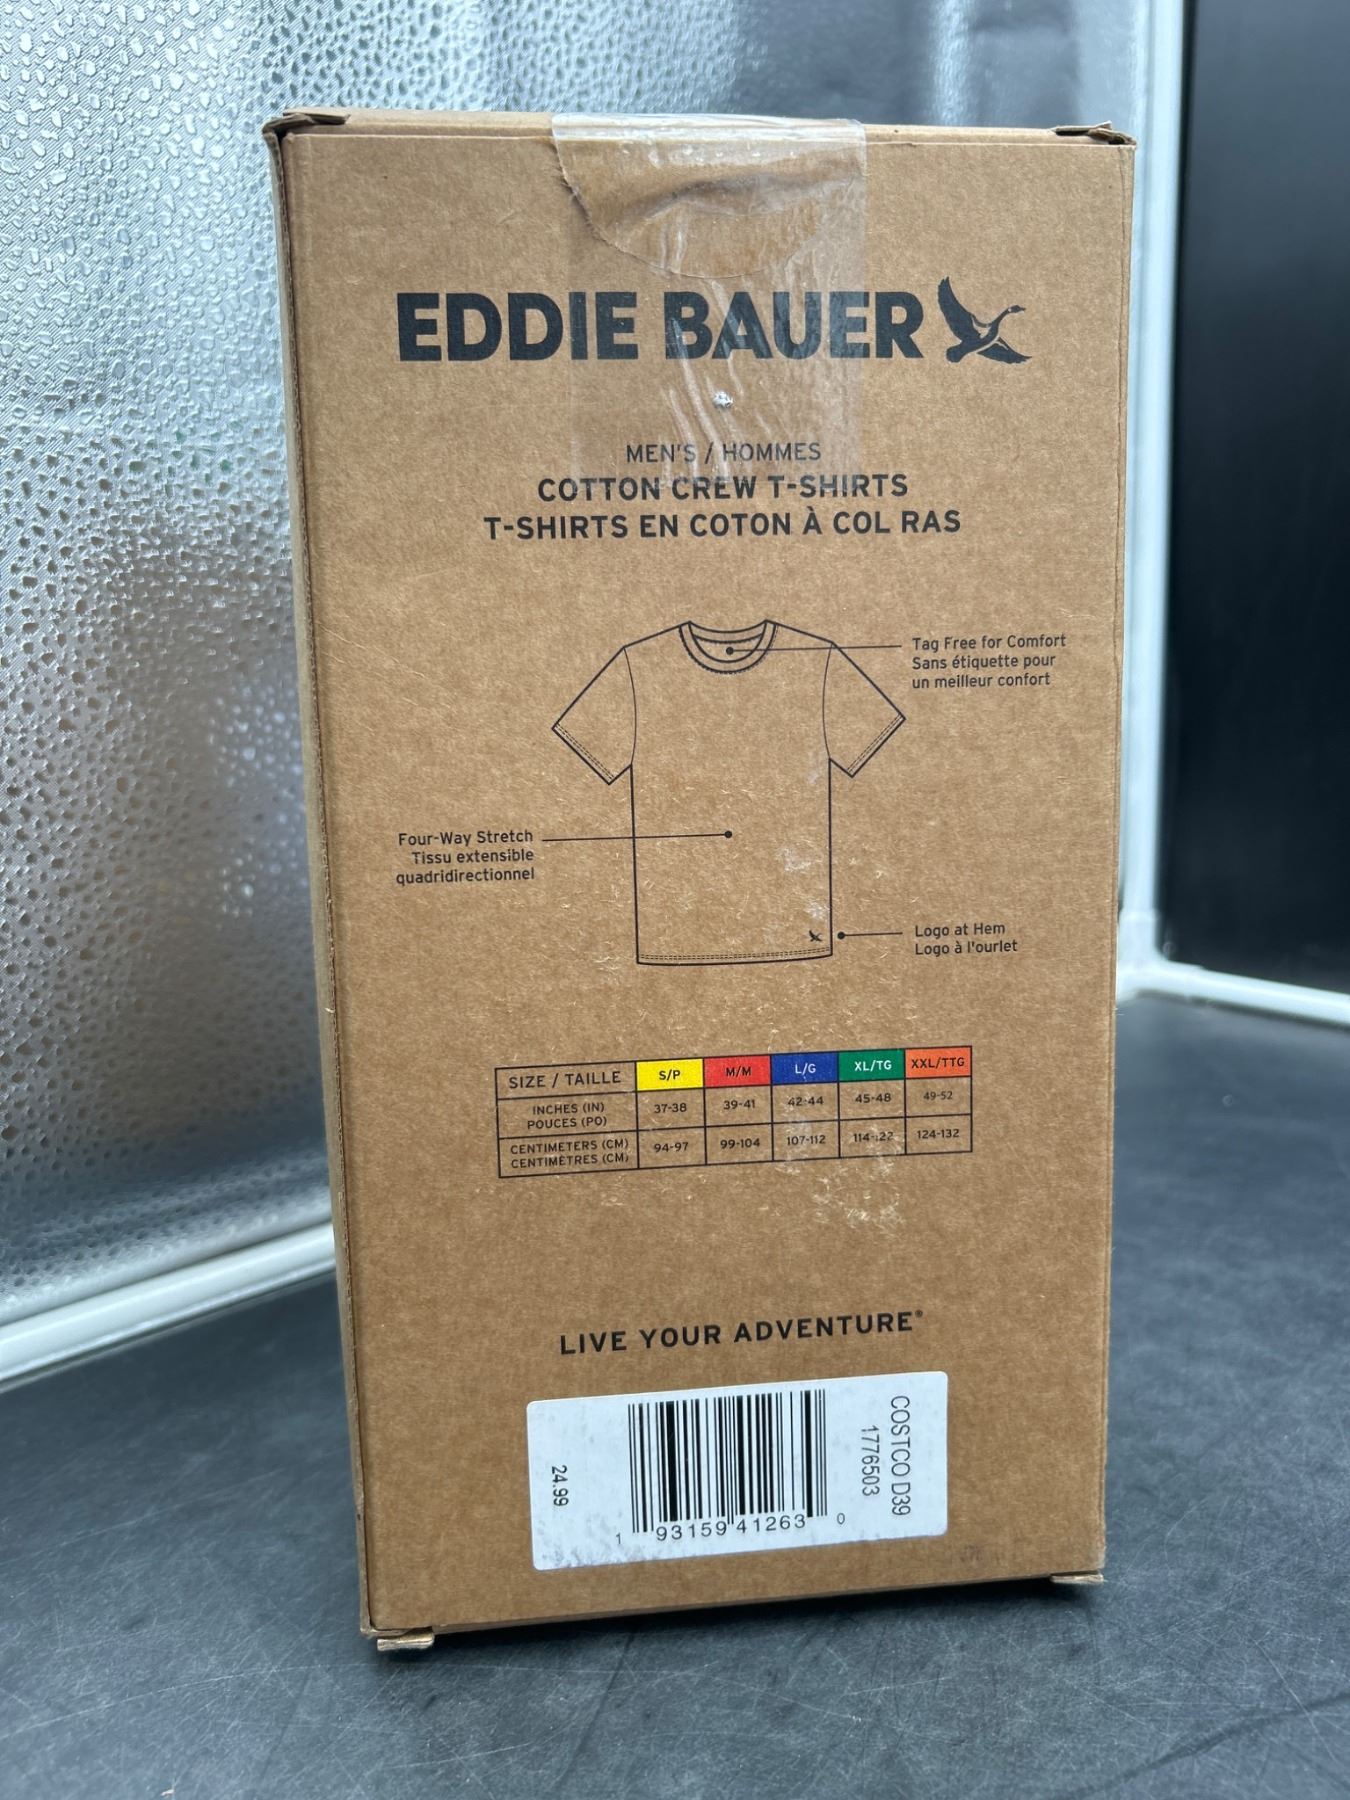 EDDIE BAUER
MEN'S / HOMMES
COTTON CREW T-SHIRTS
T-SHIRTS EN COTON À COL RAS
Tag Free for Comfort
Sans étiquette pour
un meilleur confort
Four-Way Stretch
Tissu extensible
quadridirectionnel
Logo at Hem
Logo à l'ourlet
SIZE / TAILLE S/P M/M L/G XL/TG XXL/TTG
INCHES (IN)
POUCES (PO)
37-38 39-41 42-44 45-48 49-52
CENTIMETERS (CM)
CENTIMÈTRES (CM)
94-97 99-104 107-112 114-122 124-132
LIVE YOUR ADVENTURE®
COSTCO D39
1776503
24.99
1 93159 41263 0